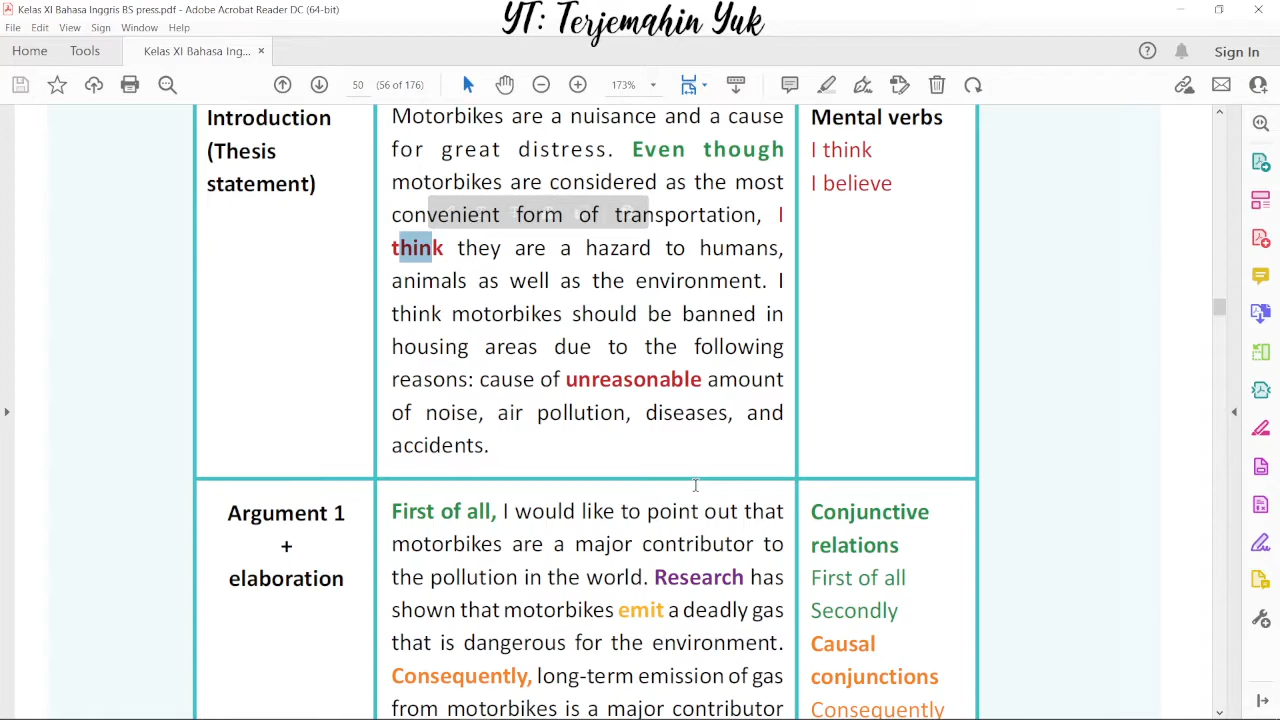 Kelas XI Bahasa Inggris BS press.pdf - Adobe Acrobat Reader DC (64-bit)
YT: Terjemahin Yuk
File Edit View Sign Window Help
Home Tools Kelas XI Bahasa Ing... × Sign In
50 (56 of 176) 173%
Introduction
(Thesis
statement)
Motorbikes are a nuisance and a cause
for great distress. Even though
motorbikes are considered as the most
convenient form of transportation, I
think they are a hazard to humans,
animals as well as the environment. I
think motorbikes should be banned in
housing areas due to the following
reasons: cause of unreasonable amount
of noise, air pollution, diseases, and
accidents.
Mental verbs
I think
I believe
Argument 1
+
elaboration
First of all, I would like to point out that
motorbikes are a major contributor to
the pollution in the world. Research has
shown that motorbikes emit a deadly gas
that is dangerous for the environment.
Consequently, long-term emission of gas
from motorbikes is a major contributor
Conjunctive
relations
First of all
Secondly
Causal
conjunctions
Consequently